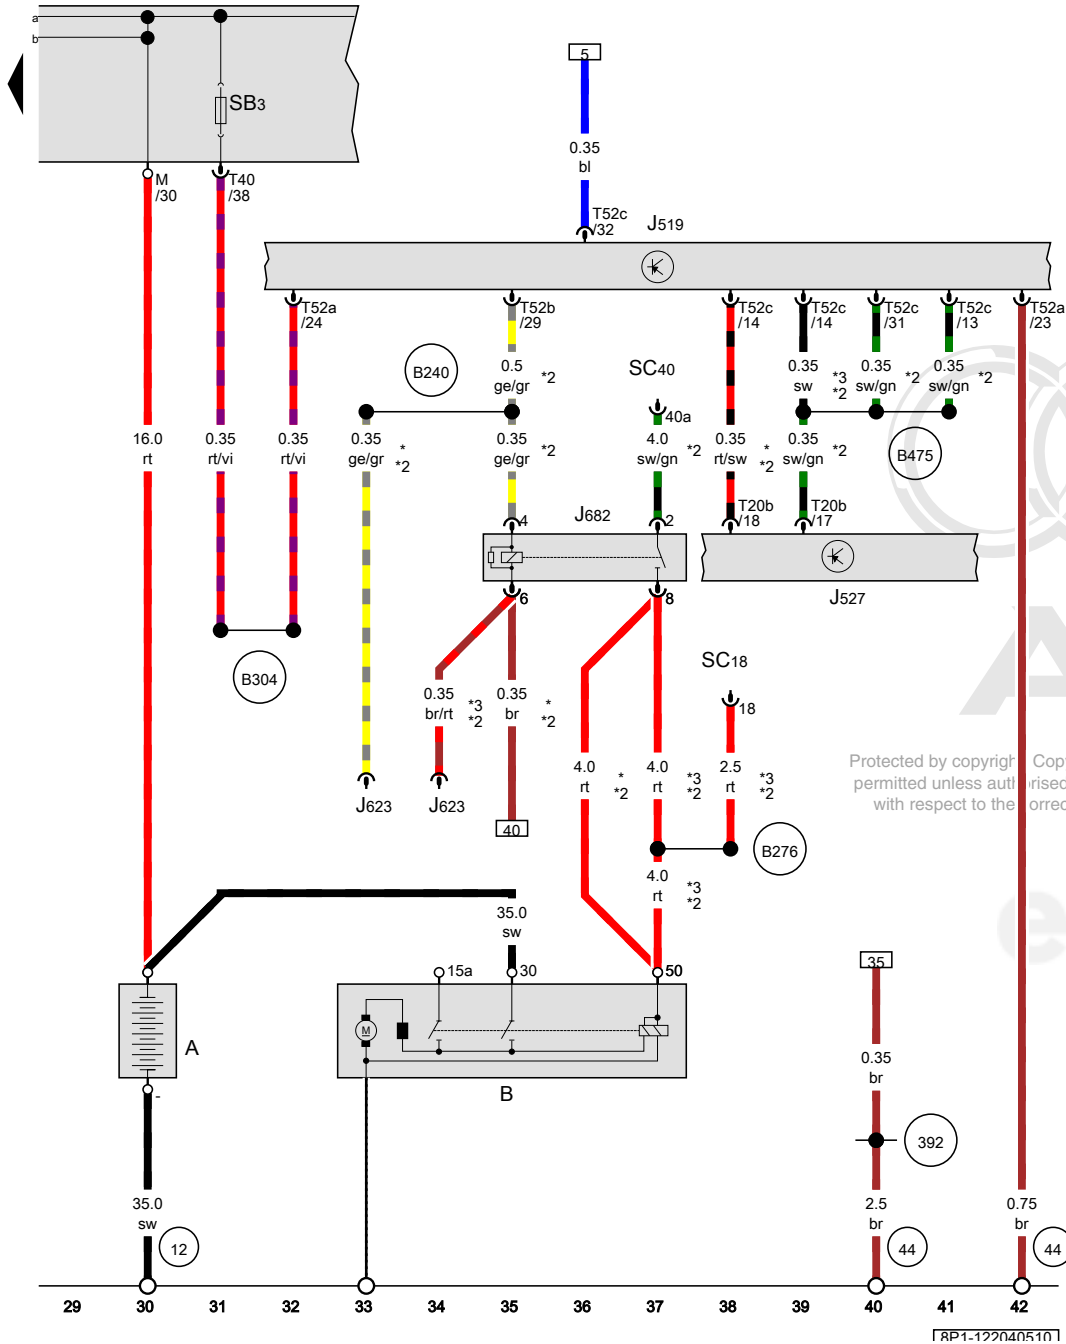 a
b
SB3
5
0.35
bl
M
/30
T40
/38
T52c
/32
J519
T52a
/24
T52b
/29
T52c
/14
T52c
/14
T52c
/31
T52c
/13
T52a
/23
B240
0.5
ge/gr *2
SC40
40a
0.35
sw *3
*2
0.35
sw/gn *2
0.35
sw/gn *2
16.0
rt
0.35
rt/vi
0.35
rt/vi
0.35
ge/gr *
*2
0.35
ge/gr *2
4.0
sw/gn *2
0.35
rt/sw *
*2
0.35
sw/gn *2
B475
4
J682
2
T20b
/18
T20b
/17
6
8
J527
B304
SC18
18
0.35
br/rt *3
*2
0.35
br *
*2
4.0
rt *
*2
4.0
rt *3
*2
2.5
rt *3
*2
Protected by copyright. Copy
permitted unless authorised
with respect to the correc
J623
J623
40
B276
4.0
rt *3
*2
35.0
sw
15a
30
50
35
M
A
B
-
0.35
br
392
35.0
sw
12
2.5
br
44
0.75
br
44
29 30 31 32 33 34 35 36 37 38 39 40 41 42
8P1-122040510